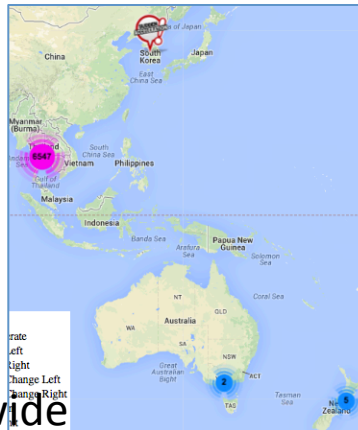 Sea of Japan
China
South
Korea
Japan
East
China Sea
Myanmar
(Burma)
6547
Vietnam
South
China Sea
Philippines
Gulf of
Thailand
Malaysia
Indonesia
Banda Sea
Arafura
Sea
Papua New
Guinea
Solomon
Sea
Coral Sea
NT
QLD
Australia
WA
SA
NSW
Great
Australian
Bight
ACT
2
TAS
Tasman
Sea
5
New
Zealand
erate
Left
Right
Change Left
Change Right
vide